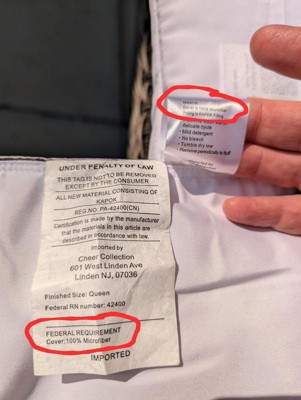 UNDER PENALTY OF LAW
THIS TAG IS NOT TO BE REMOVED
EXCEPT BY THE CONSUMER
ALL NEW MATERIAL CONSISTING OF
KAPOK
REG.NO. PA-42400(CN)
Certification is made by the manufacturer
that the materials in this article are
described in accordance with law.
Imported by
Cheer Collection
601 West Linden Ave
Linden NJ, 07036
Finished Size: Queen
Federal RN number: 42400
FEDERAL REQUIREMENT
Cover:100% Microfiber
IMPORTED
delicate cycle
• Mild detergent
• No bleach
• Tumble dry low
• Remove periodically to fluff